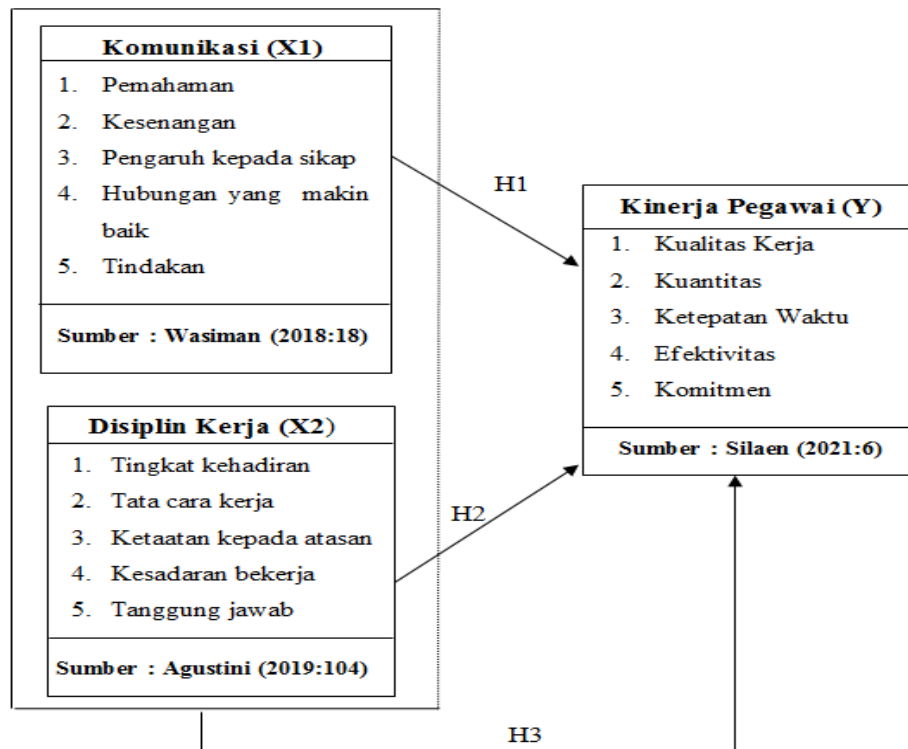 Komunikasi (X1)
1. Pemahaman
2. Kesenangan
3. Pengaruh kepada sikap
4. Hubungan yang makin
baik
5. Tindakan
Sumber : Wasiman (2018:18)
H1
Kinerja Pegawai (Y)
1. Kualitas Kerja
2. Kuantitas
3. Ketepatan Waktu
4. Efektivitas
5. Komitmen
Sumber : Silaen (2021:6)
Disiplin Kerja (X2)
1. Tingkat kehadiran
2. Tata cara kerja
3. Ketaatan kepada atasan
4. Kesadaran bekerja
5. Tanggung jawab
Sumber : Agustini (2019:104)
H2
H3